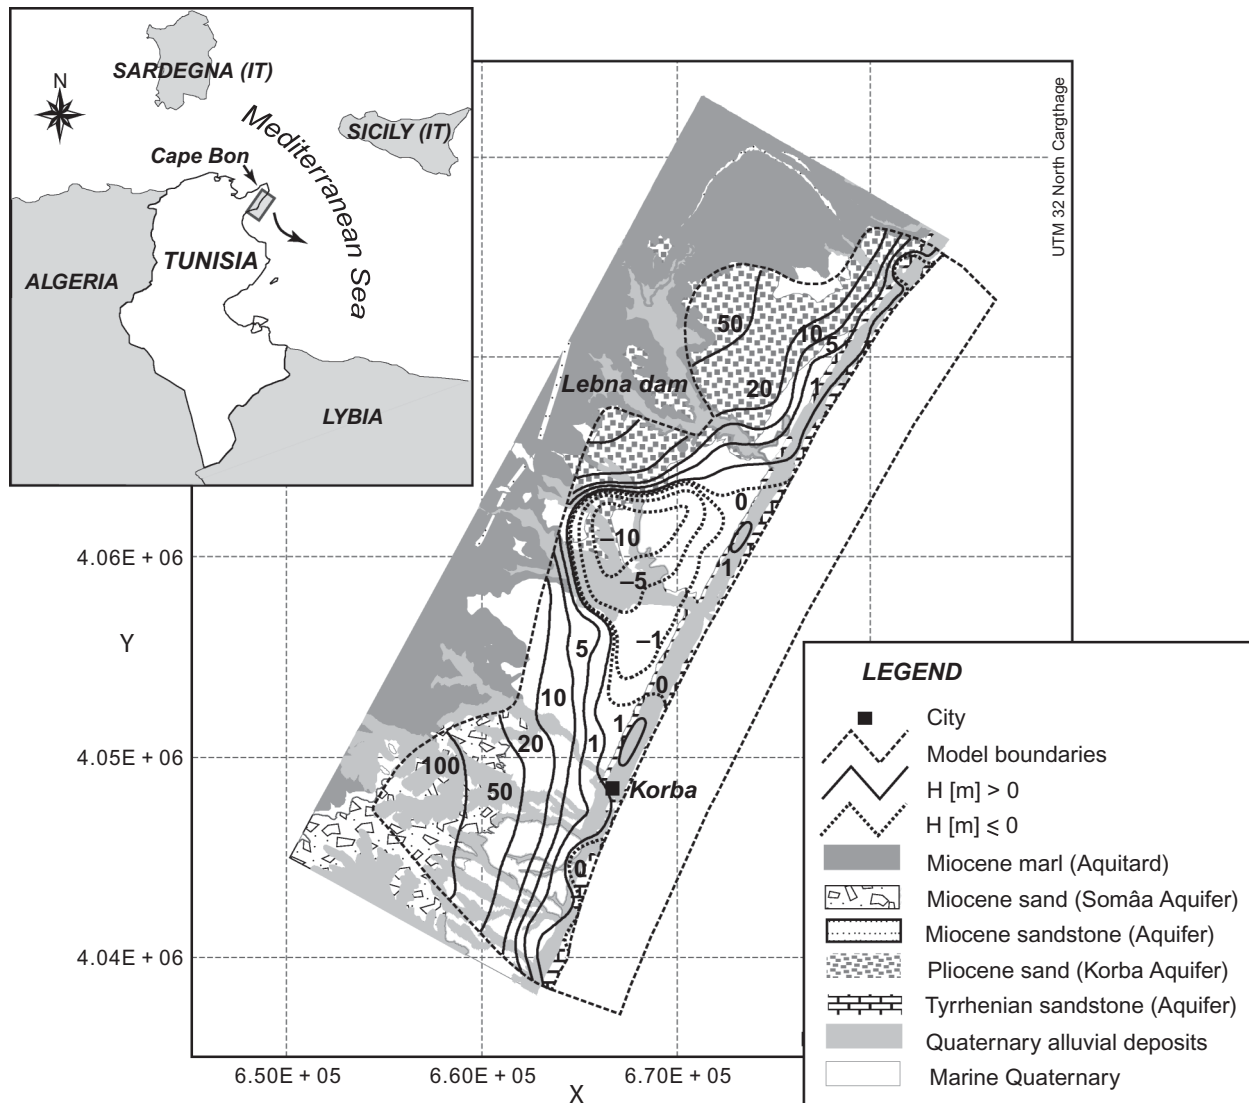 N
SARDEGNA (IT)
Mediterranean Sea
SICILY (IT)
Cape Bon
TUNISIA
ALGERIA
LYBIA
UTM 32 North Cargthage
50
10
5
20
1
Lebna dam
0
–10
–5
1
–1
5
0
10
1
20
1
100
50
Korba
0
4.06E + 06
Y
4.05E + 06
4.04E + 06
6.50E + 05
6.60E + 05
6.70E + 05
X
LEGEND
City
Model boundaries
H [m] > 0
H [m] ⩽ 0
Miocene marl (Aquitard)
Miocene sand (Somâa Aquifer)
Miocene sandstone (Aquifer)
Pliocene sand (Korba Aquifer)
Tyrrhenian sandstone (Aquifer)
Quaternary alluvial deposits
Marine Quaternary